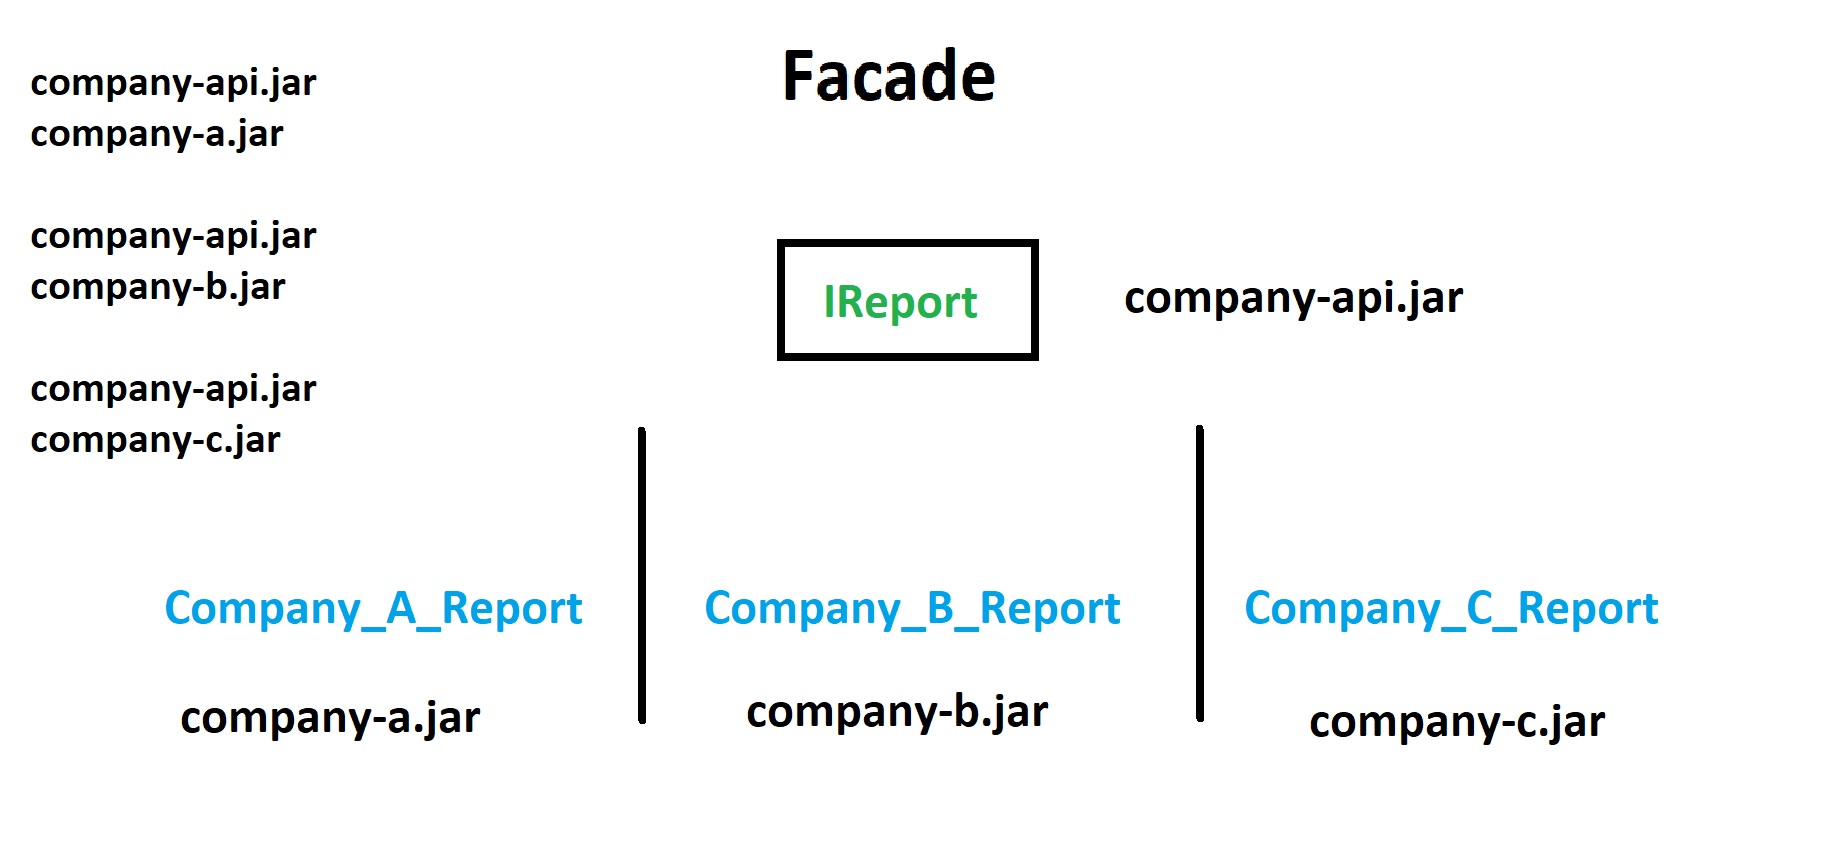 Facade
company-api.jar
company-a.jar
company-api.jar
company-b.jar
company-api.jar
company-c.jar
IReport
company-api.jar
Company_A_Report
Company_B_Report
Company_C_Report
company-a.jar
company-b.jar
company-c.jar